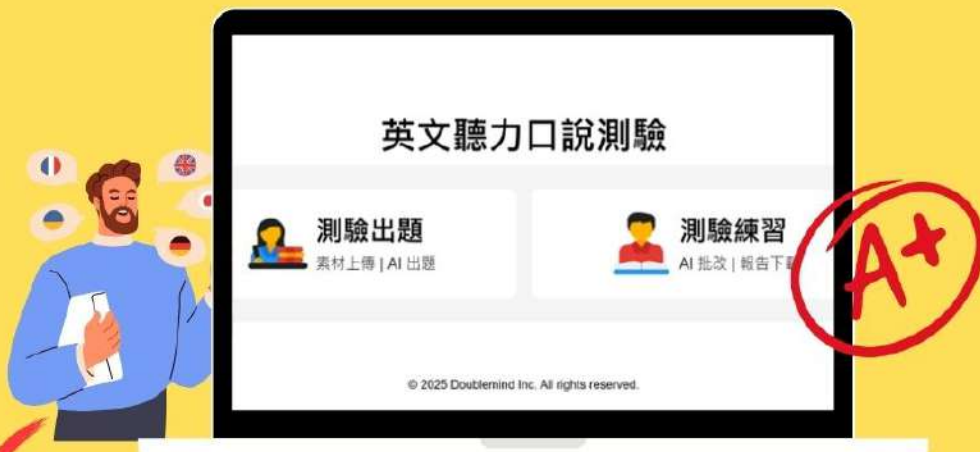 英文聽力口說測驗
測驗出題
素材上傳 | AI 出題
測驗練習
AI 批改 | 報告下載
A+
© 2025 Doublemind Inc. All rights reserved.